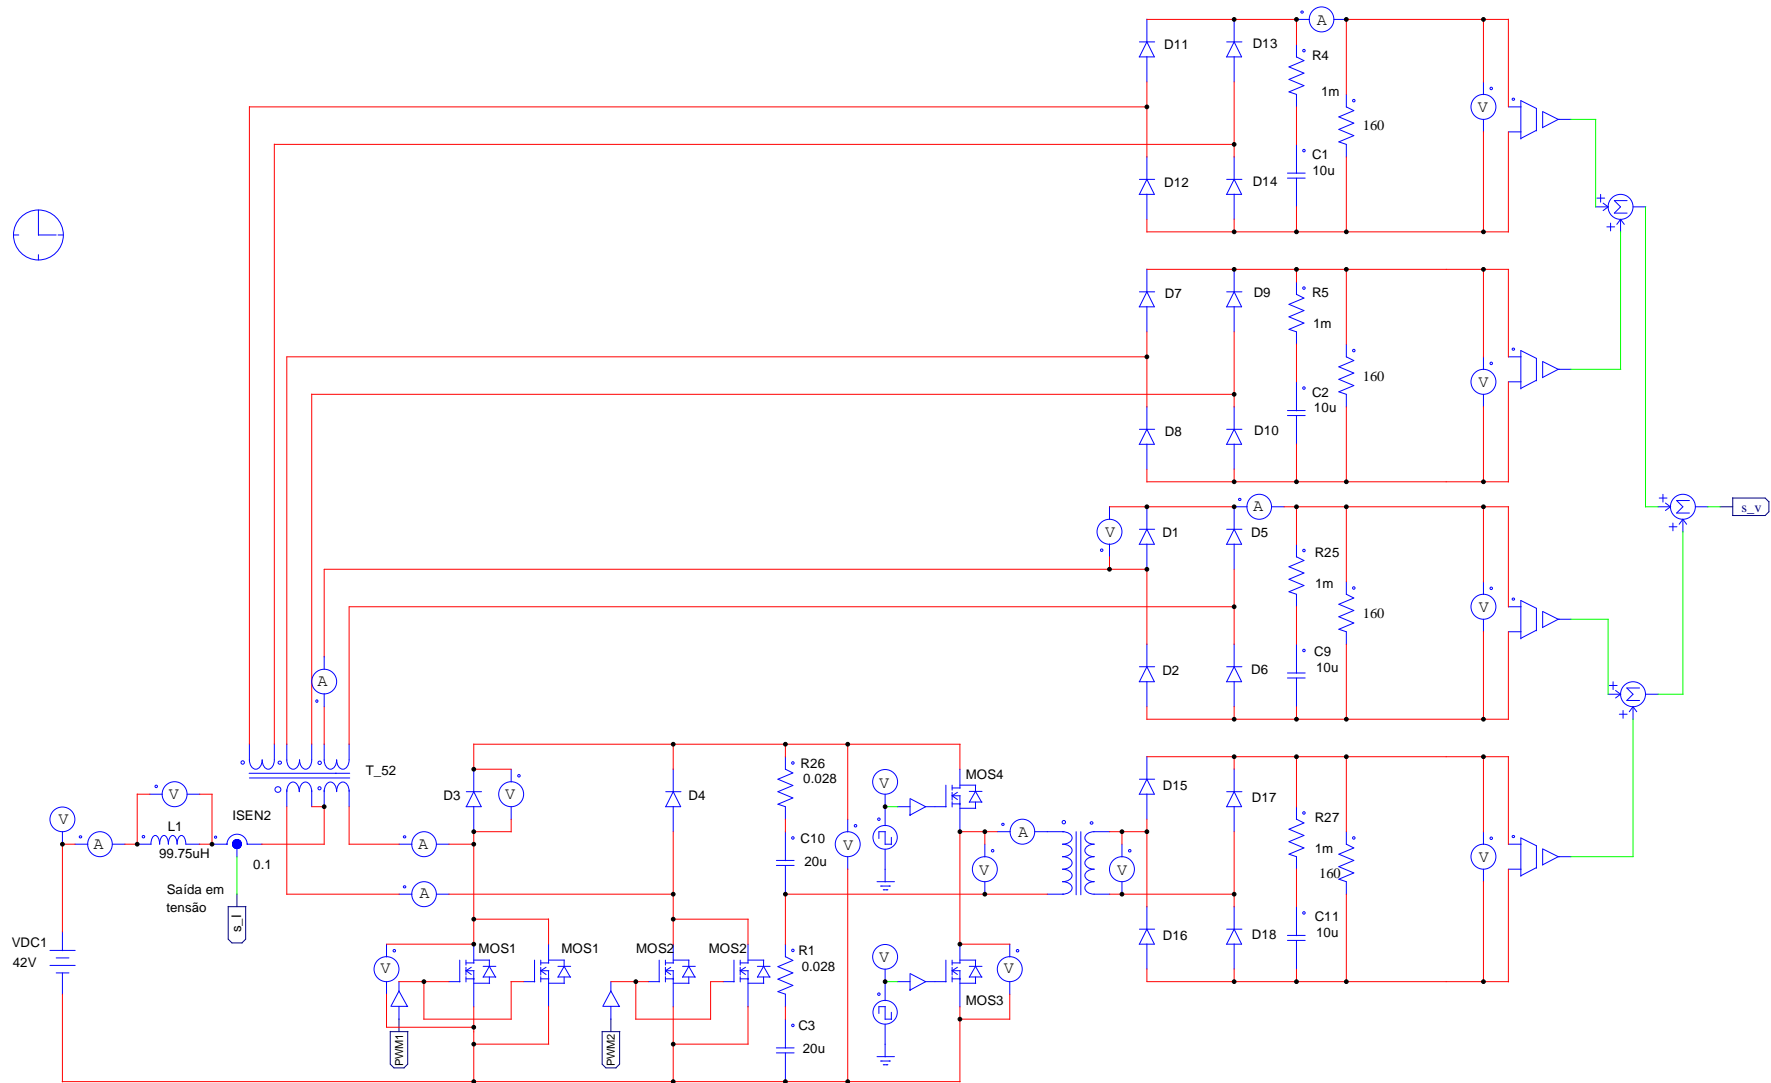 A
D11
D13
R4
1m
V
160
C1
10u
D12
D14
Σ
D7
D9
R5
1m
160
V
C2
10u
D8
D10
A
V
D1
D5
Σ
s_v
R25
1m
V
160
C9
10u
D2
D6
A
Σ
T_52
R26
0.028
V
MOS4
D15
D17
V
D3
V
D4
R27
1m
V
ISEN2
L1
99.75uH
A
0.1
A
C10
20u
V
A
V
V
V
160
Saída em
tensão
A
s_I
C11
10u
VDC1
42V
MOS1
MOS1
MOS2
MOS2
R1
0.028
D16
D18
V
V
V
MOS3
C3
20u
PWM1
PWM2